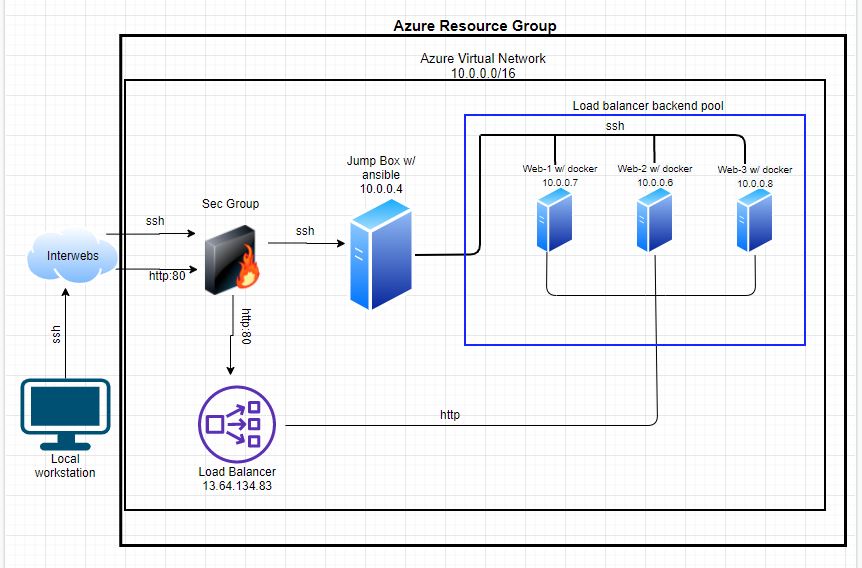 Azure Resource Group
Azure Virtual Network
10.0.0.0/16
Load balancer backend pool
ssh
Jump Box w/
ansible
10.0.0.4
Web-1 w/ docker
10.0.0.7
Web-2 w/ docker
10.0.0.6
Web-3 w/ docker
10.0.0.8
Sec Group
ssh
ssh
Interwebs
http:80
http:80
ssh
http
Local
workstation
Load Balancer
13.64.134.83